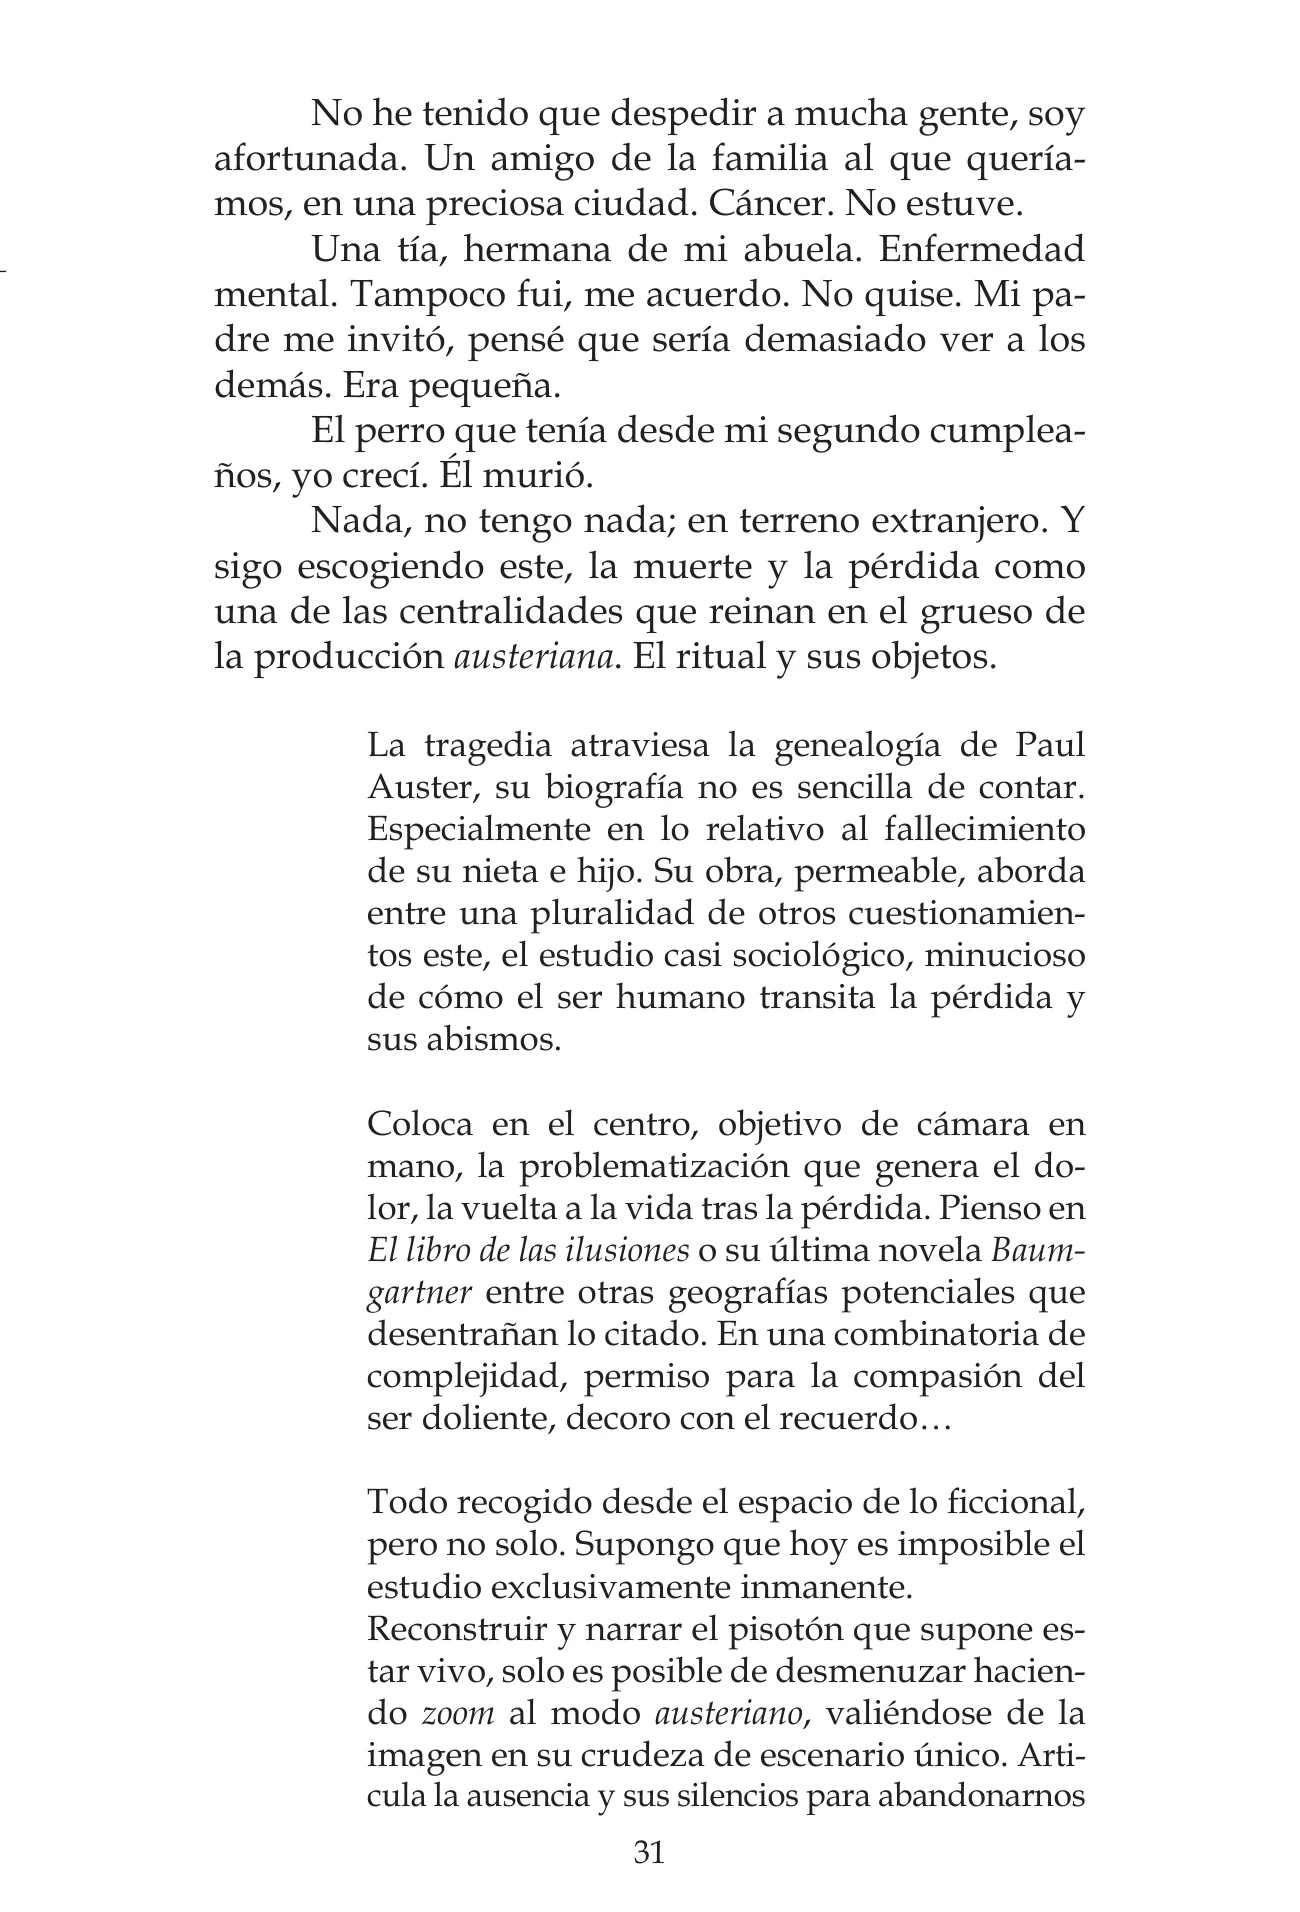 No he tenido que despedir a mucha gente, soy
afortunada. Un amigo de la familia al que quería-
mos, en una preciosa ciudad. Cáncer. No estuve.
Una tía, hermana de mi abuela. Enfermedad
mental. Tampoco fui, me acuerdo. No quise. Mi pa-
dre me invitó, pensé que sería demasiado ver a los
demás. Era pequeña.
El perro que tenía desde mi segundo cumplea-
ños, yo crecí. Él murió.
Nada, no tengo nada; en terreno extranjero. Y
sigo escogiendo este, la muerte y la pérdida como
una de las centralidades que reinan en el grueso de
la producción austeriana. El ritual y sus objetos.
La tragedia atraviesa la genealogía de Paul
Auster, su biografía no es sencilla de contar.
Especialmente en lo relativo al fallecimiento
de su nieta e hijo. Su obra, permeable, aborda
entre una pluralidad de otros cuestionamien-
tos este, el estudio casi sociológico, minucioso
de cómo el ser humano transita la pérdida y
sus abismos.
Coloca en el centro, objetivo de cámara en
mano, la problematización que genera el do-
lor, la vuelta a la vida tras la pérdida. Pienso en
El libro de las ilusiones o su última novela Baum-
gartner entre otras geografías potenciales que
desentrañan lo citado. En una combinatoria de
complejidad, permiso para la compasión del
ser doliente, decoro con el recuerdo…
Todo recogido desde el espacio de lo ficcional,
pero no solo. Supongo que hoy es imposible el
estudio exclusivamente inmanente.
Reconstruir y narrar el pisotón que supone es-
tar vivo, solo es posible de desmenuzar hacien-
do zoom al modo austeriano, valiéndose de la
imagen en su crudeza de escenario único. Arti-
cula la ausencia y sus silencios para abandonarnos
31